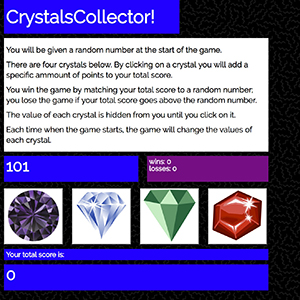 CrystalsCollector!
You will be given a random number at the start of the game.
There are four crystals below. By clicking on a crystal you will add a
specific ammount of points to your total score.
You win the game by matching your total score to a random number;
you lose the game if your total score goes above the random number.
The value of each crystal is hidden from you until you click on it.
Each time when the game starts, the game will change the values of
each crystal.
101
wins: 0
losses: 0
Your total score is:
0